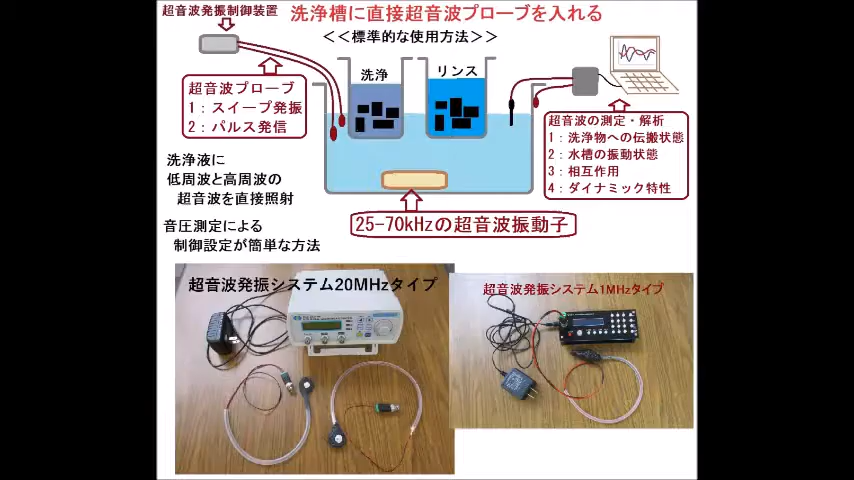 超音波発振制御装置
洗浄槽に直接超音波プローブを入れる
<<標準的な使用方法>>
洗浄
リンス
超音波プローブ
1：スイープ発振
2：パルス発信
超音波の測定・解析
1：洗浄物への伝搬状態
2：水槽の振動状態
3：相互作用
4：ダイナミック特性
洗浄液に
低周波と高周波の
超音波を直接照射
25-70kHzの超音波振動子
音圧測定による
制御設定が簡単な方法
超音波発振システム20MHzタイプ
超音波発振システム1MHzタイプ